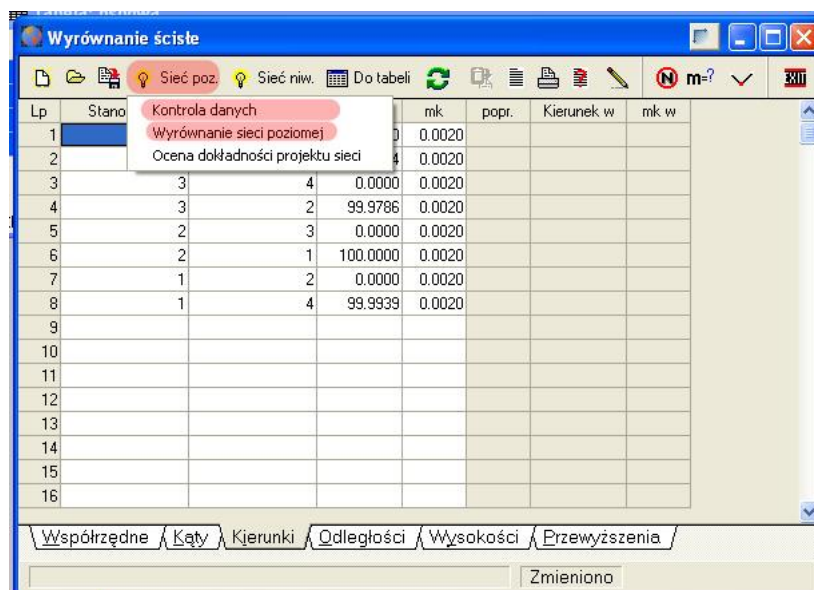 Wyrównanie ścisłe
Sieć poz. Sieć niw. Do tabeli N m=? EXIT
Lp Stano mk popr. Kierunek w mk w
Kontrola danych
Wyrównanie sieci poziomej
Ocena dokładności projektu sieci
1 0 0.0020
2 4 0.0020
3 3 4 0.0000 0.0020
4 3 2 99.9786 0.0020
5 2 3 0.0000 0.0020
6 2 1 100.0000 0.0020
7 1 2 0.0000 0.0020
8 1 4 99.9939 0.0020
9
10
11
12
13
14
15
16
Współrzędne Kąty Kierunki Odległości Wysokości Przewyższenia
Zmieniono